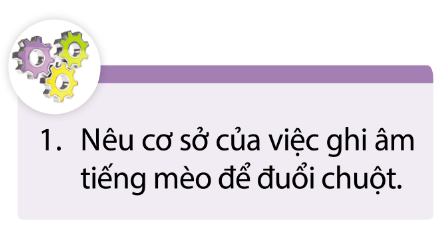 1. Nêu cơ sở của việc ghi âm
tiếng mèo để đuổi chuột.